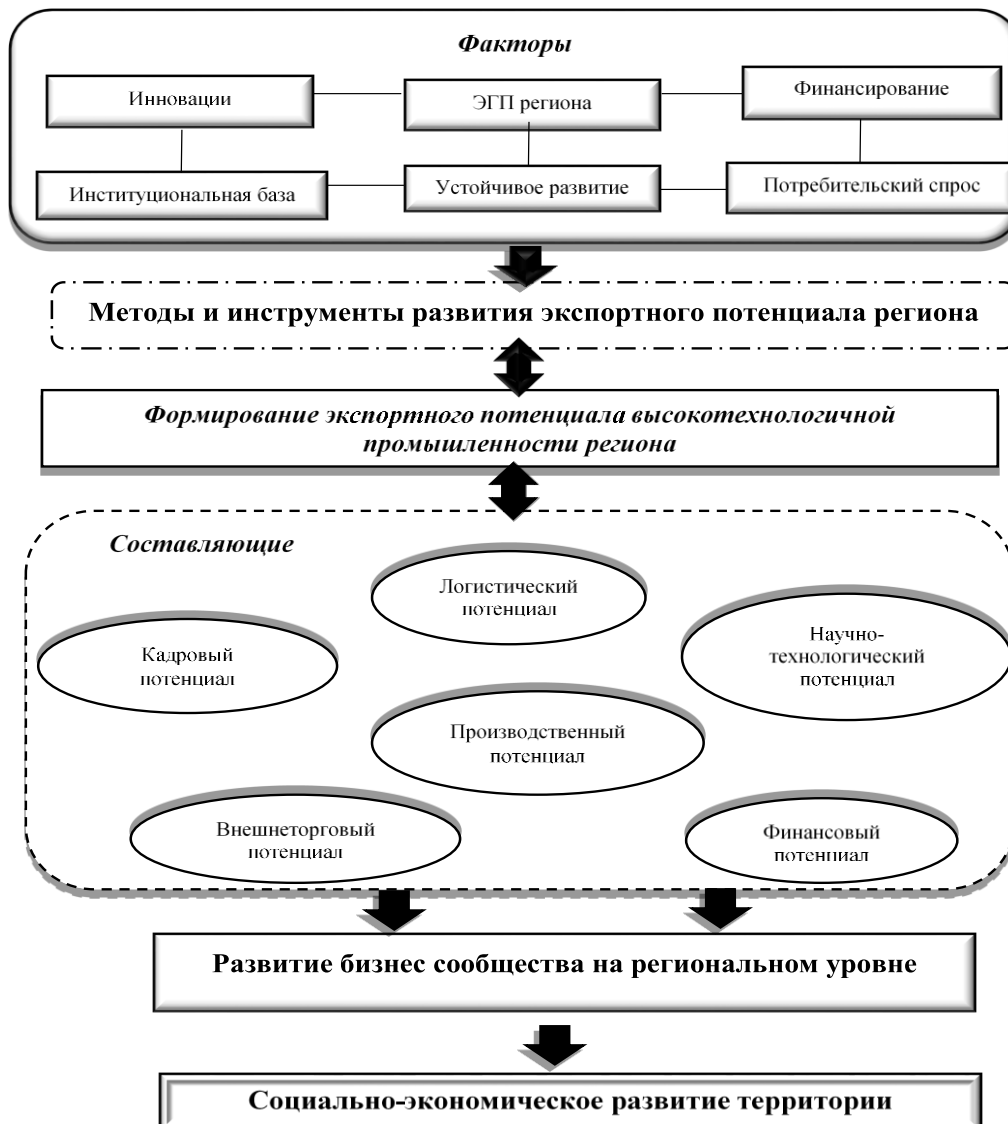 Факторы
Инновации
ЭГП региона
Финансирование
Институциональная база
Устойчивое развитие
Потребительский спрос
Методы и инструменты развития экспортного потенциала региона
Формирование экспортного потенциала высокотехнологичной
промышленности региона
Составляющие
Логистический
потенциал
Кадровый
потенциал
Научно-
технологический
потенциал
Производственный
потенциал
Внешнеторговый
потенциал
Финансовый
потенциал
Развитие бизнес сообщества на региональном уровне
Социально-экономическое развитие территории